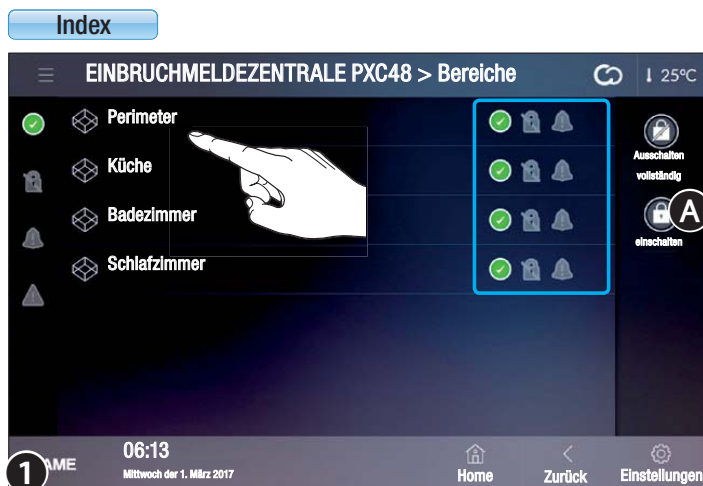 Index
EINBRUCHMELDEZENTRALE PXC48 > Bereiche
25°C
Perimeter
Küche
Badezimmer
Schlafzimmer
Ausschalten
vollständig
A
einschalten
06:13
Mittwoch der 1. März 2017
1
AME
Home
Zurück
Einstellungen